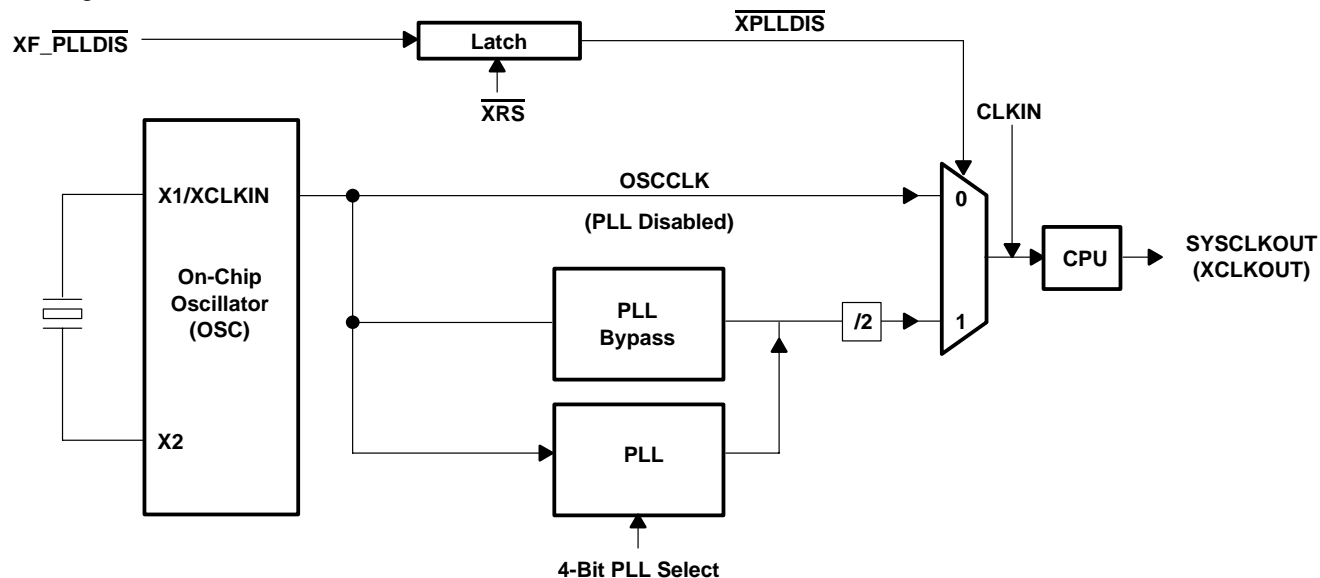 XF_PLLDIS
Latch
XPLLDIS
XRS
CLKIN
X1/XCLKIN
OSCCLK
0
(PLL Disabled)
CPU
SYSCLKOUT
(XCLKOUT)
On-Chip
Oscillator
(OSC)
PLL
Bypass
/2
1
X2
PLL
4-Bit PLL Select